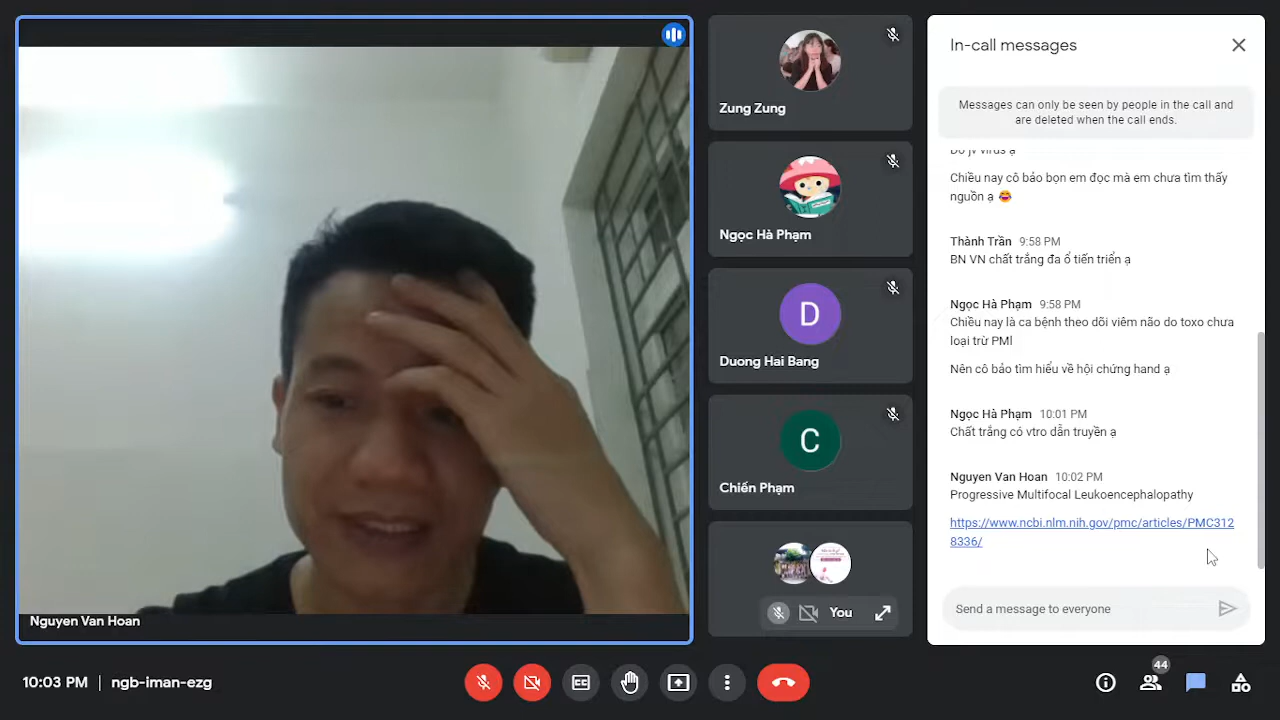 Nguyen Van Hoan
10:03 PM | ngb-iman-ezg
Zung Zung
Ngọc Hà Phạm
D
Duong Hai Bang
C
Chiến Phạm
You
In-call messages
Messages can only be seen by people in the call and
are deleted when the call ends.
Do jv virus ạ
Chiều nay cô bảo bọn em đọc mà em chưa tìm thấy
nguồn ạ 😂
Thành Trần 9:58 PM
BN VN chất trắng đa ổ tiến triển ạ
Ngọc Hà Phạm 9:58 PM
Chiều nay là ca bệnh theo dõi viêm não do toxo chưa
loại trừ PMl
Nên cô bảo tìm hiểu về hội chứng hand ạ
Ngọc Hà Phạm 10:01 PM
Chất trắng có vtro dẫn truyền ạ
Nguyen Van Hoan 10:02 PM
Progressive Multifocal Leukoencephalopathy
https://www.ncbi.nlm.nih.gov/pmc/articles/PMC312
8336/
Send a message to everyone
44